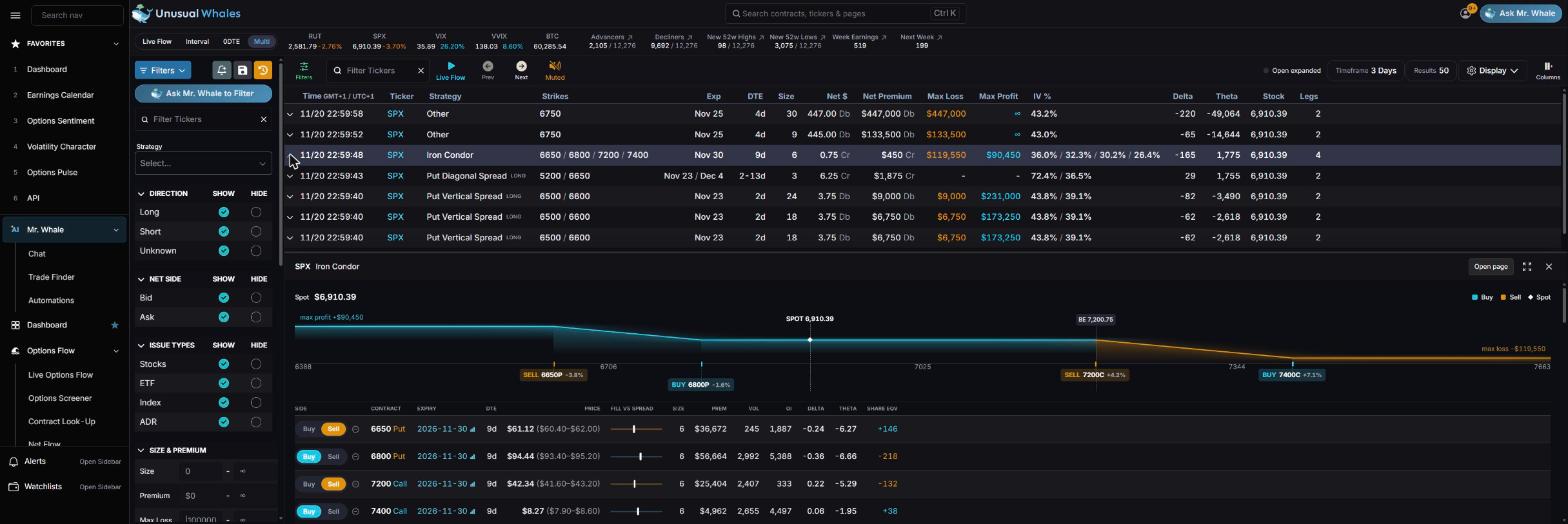 Search nav
Unusual Whales
Search contracts, tickers & pages Ctrl K
9+
Ask Mr. Whale
FAVORITES
1 Dashboard
2 Earnings Calendar
3 Options Sentiment
4 Volatility Character
5 Options Pulse
6 API
AI Mr. Whale
Chat
Trade Finder
Automations
Dashboard
Options Flow
Live Options Flow
Options Screener
Contract Look-Up
Net Flow
Alerts Open Sidebar
Watchlists Open Sidebar
Live Flow Interval 0DTE Multi
RUT 2,581.79 -2.76%
SPX 6,910.39 -3.70%
VIX 35.89 26.20%
VVIX 138.03 8.60%
BTC 60,285.54
Advancers ↗ 2,105 / 12,276
Decliners ↗ 9,692 / 12,276
New 52w Highs ↗ 98 / 12,276
New 52w Lows ↗ 3,075 / 12,276
Week Earnings ↗ 519
Next Week ↗ 199
Filters
Ask Mr. Whale to Filter
Filter Tickers
Strategy
Select...
DIRECTION SHOW HIDE
Long
Short
Unknown
NET SIDE SHOW HIDE
Bid
Ask
ISSUE TYPES SHOW HIDE
Stocks
ETF
Index
ADR
SIZE & PREMIUM
Size 0 - ∞
Premium $0 - ∞
Max Loss -∞
Filters
Filter Tickers
Live Flow
Prev
Next
Muted
Open expanded
Timeframe 3 Days
Results 50
Display
Columns
Time GMT+1 / UTC+1 Ticker Strategy Strikes Exp DTE Size Net $ Net Premium Max Loss Max Profit IV % Delta Theta Stock Legs
11/20 22:59:58 SPX Other 6750 Nov 25 4d 30 447.00 Db $447,000 Db $447,000 ∞ 43.2% -220 -49,064 6,910.39 2
11/20 22:59:52 SPX Other 6750 Nov 25 4d 9 445.00 Db $133,500 Db $133,500 ∞ 43.0% -65 -14,644 6,910.39 2
11/20 22:59:48 SPX Iron Condor 6650 / 6800 / 7200 / 7400 Nov 30 9d 6 0.75 Cr $450 Cr $119,550 $90,450 36.0% / 32.3% / 30.2% / 26.4% -165 1,775 6,910.39 4
11/20 22:59:43 SPX Put Diagonal Spread LONG 5200 / 6650 Nov 23 / Dec 4 2-13d 3 6.25 Cr $1,875 Cr - - 72.4% / 36.5% 29 1,755 6,910.39 2
11/20 22:59:40 SPX Put Vertical Spread LONG 6500 / 6600 Nov 23 2d 24 3.75 Db $9,000 Db $9,000 $231,000 43.8% / 39.1% -82 -3,490 6,910.39 2
11/20 22:59:40 SPX Put Vertical Spread LONG 6500 / 6600 Nov 23 2d 18 3.75 Db $6,750 Db $6,750 $173,250 43.8% / 39.1% -62 -2,618 6,910.39 2
11/20 22:59:40 SPX Put Vertical Spread LONG 6500 / 6600 Nov 23 2d 18 3.75 Db $6,750 Db $6,750 $173,250 43.8% / 39.1% -62 -2,618 6,910.39 2
SPX Iron Condor
Open page
Spot $6,910.39
Buy Sell Spot
max profit +$90,450
SPOT 6,910.39
BE 7,200.75
max loss -$119,550
6388 6706 7025 7344 7663
SELL 6650P -3.8%
BUY 6800P -1.6%
SELL 7200C +4.2%
BUY 7400C +7.1%
SIDE CONTRACT EXPIRY DTE PRICE FILL VS SPREAD SIZE PREM VOL OI DELTA THETA SHARE EQV
Buy Sell 6650 Put 2026-11-30 9d $61.12 ($60.40–$62.00) 6 $36,672 245 1,887 -0.24 -6.27 +146
Buy Sell 6800 Put 2026-11-30 9d $94.44 ($93.40–$95.20) 6 $56,664 2,992 5,388 -0.36 -6.66 -218
Buy Sell 7200 Call 2026-11-30 9d $42.34 ($41.60–$43.20) 6 $25,404 2,407 333 0.22 -5.29 -132
Buy Sell 7400 Call 2026-11-30 9d $8.27 ($7.90–$8.60) 6 $4,962 2,655 4,497 0.06 -1.95 +38